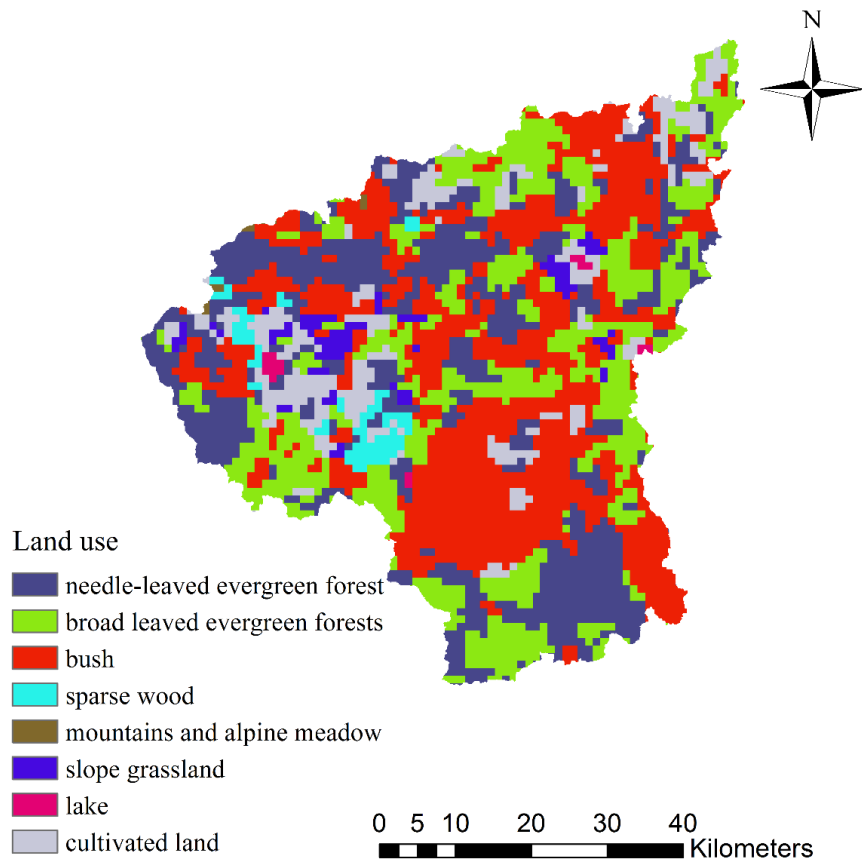 N
Land use
needle-leaved evergreen forest
broad leaved evergreen forests
bush
sparse wood
mountains and alpine meadow
slope grassland
lake
cultivated land
0 5 10 20 30 40
Kilometers